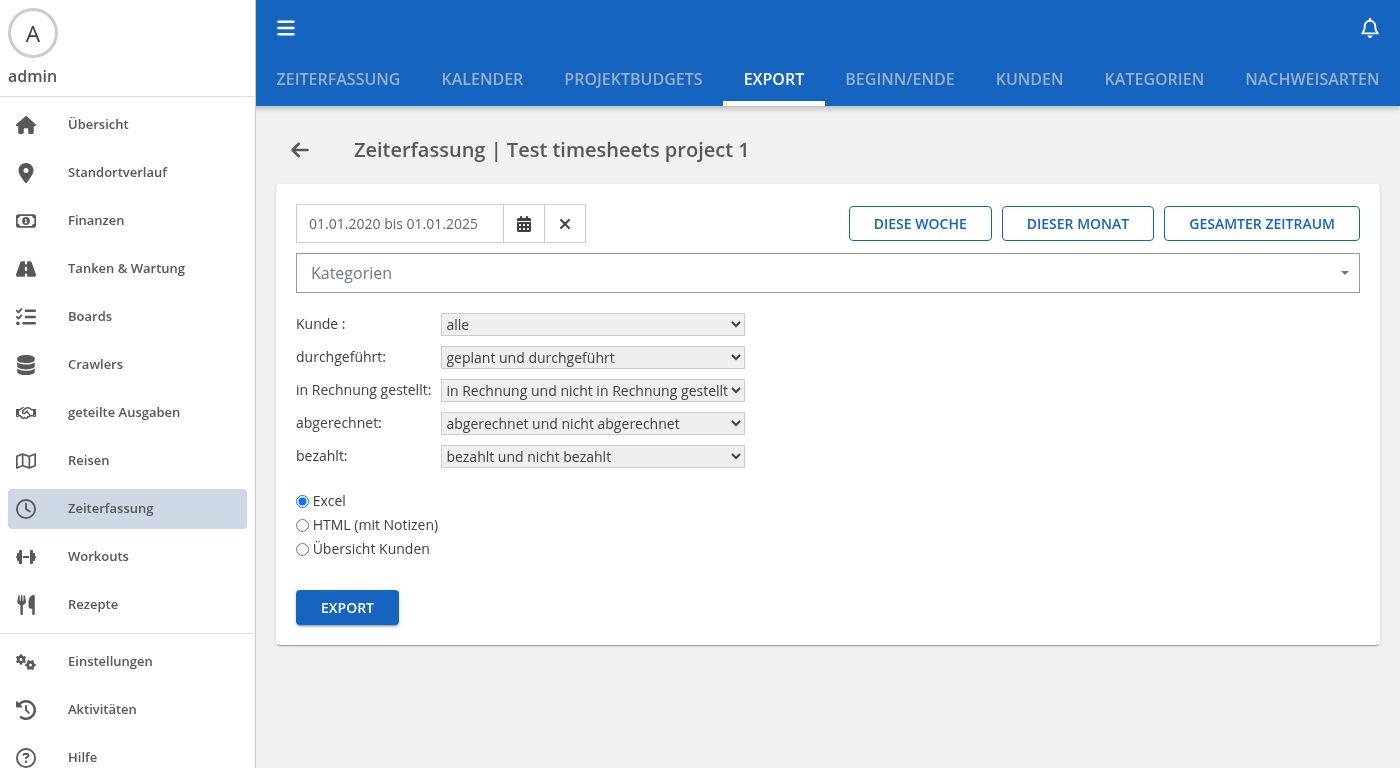 A
admin
Übersicht
Standortverlauf
Finanzen
Tanken & Wartung
Boards
Crawlers
geteilte Ausgaben
Reisen
Zeiterfassung
Workouts
Rezepte
Einstellungen
Aktivitäten
Hilfe
ZEITERFASSUNG KALENDER PROJEKTBUDGETS EXPORT BEGINN/ENDE KUNDEN KATEGORIEN NACHWEISARTEN
Zeiterfassung | Test timesheets project 1
01.01.2020 bis 01.01.2025 DIESE WOCHE DIESER MONAT GESAMTER ZEITRAUM
Kategorien
Kunde : alle
durchgeführt: geplant und durchgeführt
in Rechnung gestellt: in Rechnung und nicht in Rechnung gestellt
abgerechnet: abgerechnet und nicht abgerechnet
bezahlt: bezahlt und nicht bezahlt
Excel
HTML (mit Notizen)
Übersicht Kunden
EXPORT